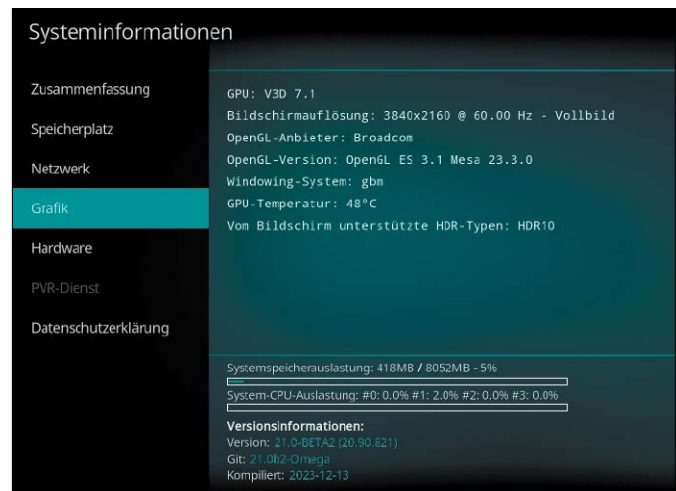 Systeminformationen
Zusammenfassung
Speicherplatz
Netzwerk
Grafik
Hardware
PVR-Dienst
Datenschutzerklärung
GPU: V3D 7.1
Bildschirmauflösung: 3840x2160 @ 60.00 Hz - Vollbild
OpenGL-Anbieter: Broadcom
OpenGL-Version: OpenGL ES 3.1 Mesa 23.3.0
Windowing-System: gbm
GPU-Temperatur: 48°C
Vom Bildschirm unterstützte HDR-Typen: HDR10
Systemspeicherauslastung: 418MB / 8052MB - 5%
System-CPU-Auslastung: #0: 0.0% #1: 2.0% #2: 0.0% #3: 0.0%
Versionsinformationen:
Version: 21.0-BETA2 (20.90.821)
Git: 21.0b2-Omega
Kompiliert: 2023-12-13